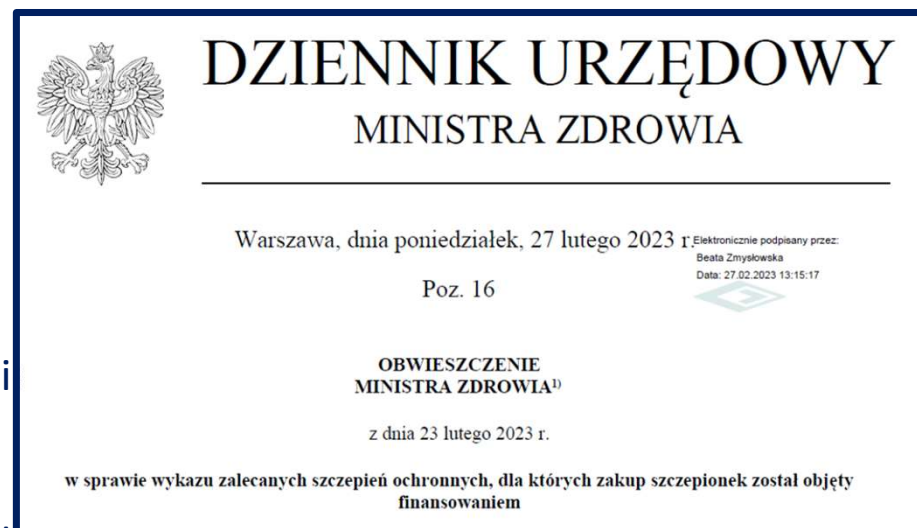 DZIENNIK URZĘDOWY
MINISTRA ZDROWIA
Warszawa, dnia poniedziałek, 27 lutego 2023 r.
Elektronicznie podpisany przez:
Beata Zmysłowska
Data: 27.02.2023 13:15:17
Poz. 16
i
OBWIESZCZENIE
MINISTRA ZDROWIA¹⁾
z dnia 23 lutego 2023 r.
w sprawie wykazu zalecanych szczepień ochronnych, dla których zakup szczepionek został objęty
finansowaniem